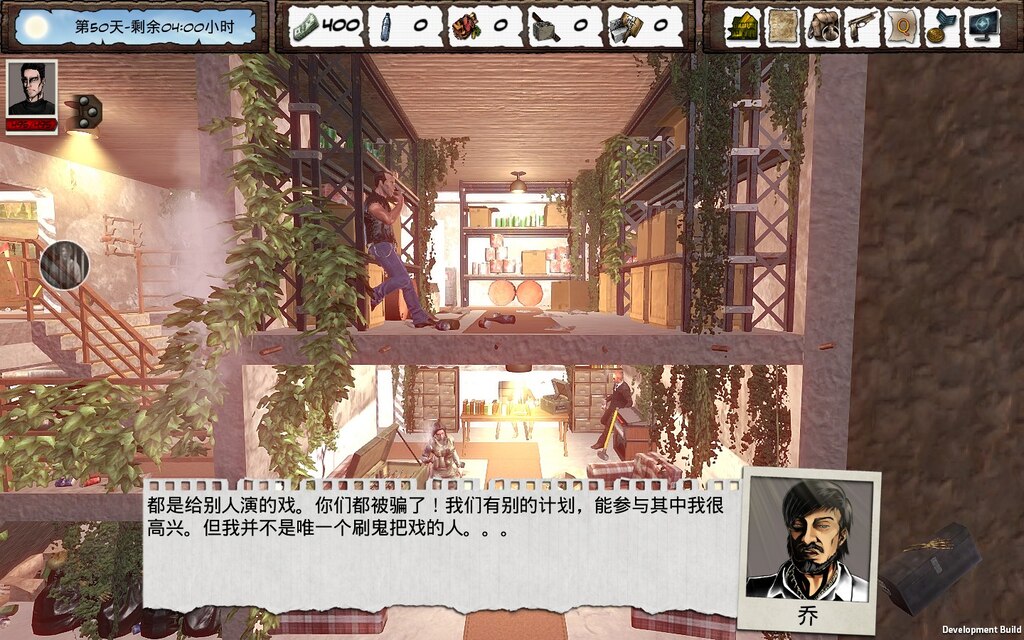 第50天-剩余04:00小时
400
0
0
0
0
Q
都是给别人演的戏。你们都被骗了！我们有别的计划，能参与其中我很
高兴。但我并不是唯一个刷鬼把戏的人。。。
乔
Development Build